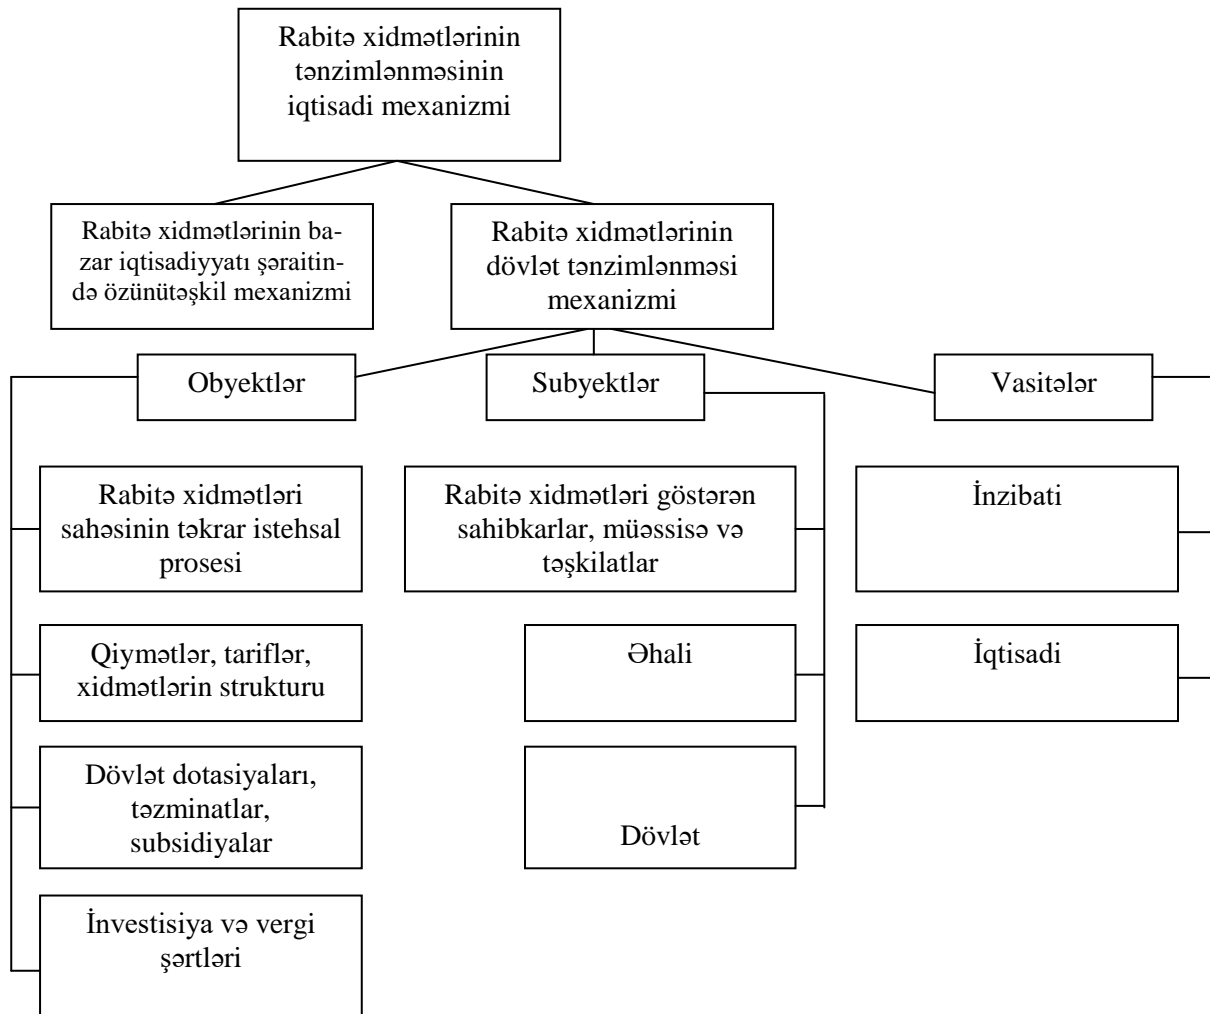 Rabitə xidmətlərinin
tənzimlənməsinin
iqtisadi mexanizmi
Rabitə xidmətlərinin ba-
zar iqtisadiyyatı şəraitin-
də özünütəşkil mexanizmi
Rabitə xidmətlərinin
dövlət tənzimlənməsi
mexanizmi
Obyektlər
Subyektlər
Vasitələr
Rabitə xidmətləri
sahəsinin təkrar istehsal
prosesi
Rabitə xidmətləri göstərən
sahibkarlar, müəssisə və
təşkilatlar
İnzibati
Qiymətlər, tariflər,
xidmətlərin strukturu
Əhali
İqtisadi
Dövlət dotasiyaları,
təzminatlar,
subsidiyalar
Dövlət
İnvestisiya və vergi
şərtləri